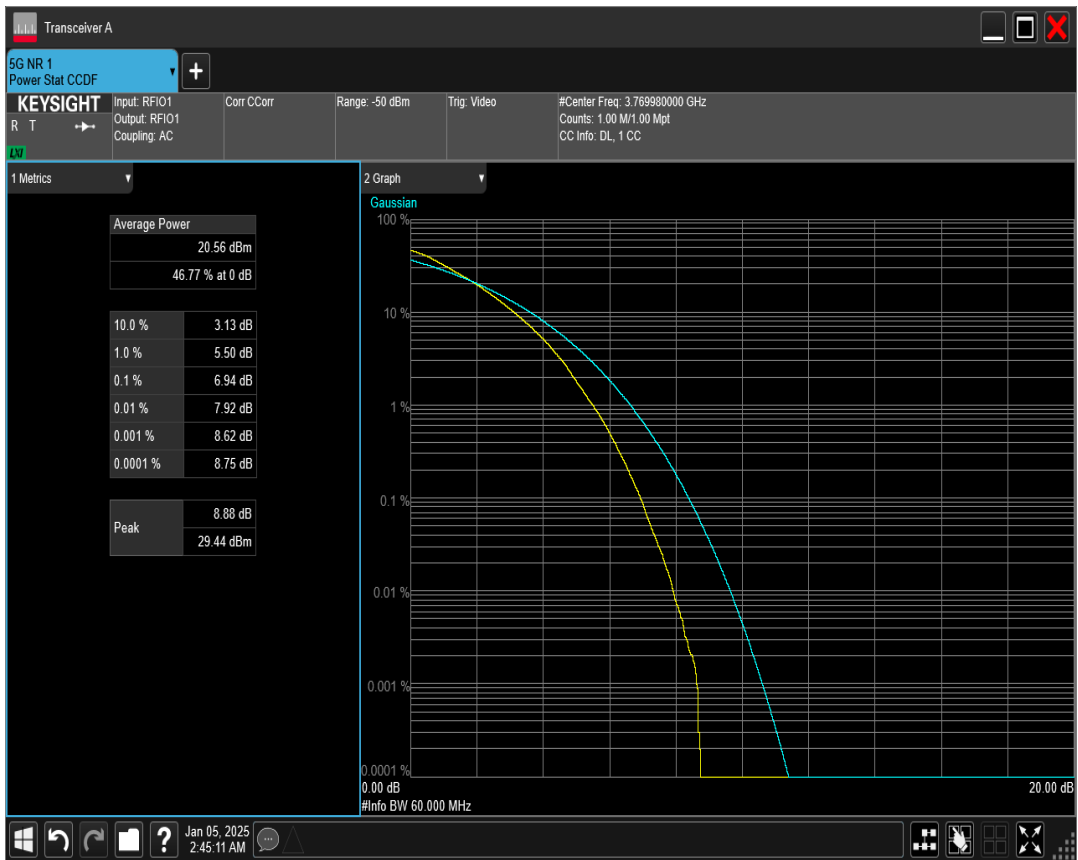 Transceiver A
5G NR 1
Power Stat CCDF
+
KEYSIGHT
R T
LXI
Input: RFIO1
Output: RFIO1
Coupling: AC
Corr CCorr
Range: -50 dBm
Trig: Video
#Center Freq: 3.769980000 GHz
Counts: 1.00 M/1.00 Mpt
CC Info: DL, 1 CC
1 Metrics
Average Power
20.56 dBm
46.77 % at 0 dB
10.0 % 3.13 dB
1.0 % 5.50 dB
0.1 % 6.94 dB
0.01 % 7.92 dB
0.001 % 8.62 dB
0.0001 % 8.75 dB
Peak
8.88 dB
29.44 dBm
2 Graph
Gaussian
100 %
10 %
1 %
0.1 %
0.01 %
0.001 %
0.0001 %
0.00 dB 20.00 dB
#Info BW 60.000 MHz
?
Jan 05, 2025
2:45:11 AM